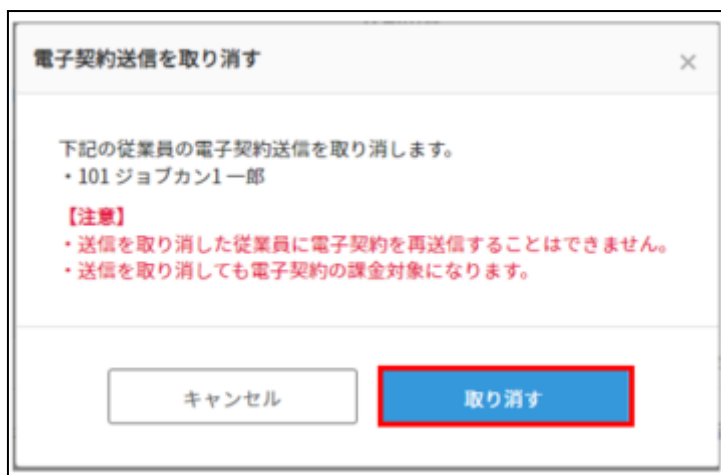 電子契約送信を取り消す
×
下記の従業員の電子契約送信を取り消します。
・101 ジョブカン1 一郎
【注意】
・送信を取り消した従業員に電子契約を再送信することはできません。
・送信を取り消しても電子契約の課金対象になります。
キャンセル
取り消す